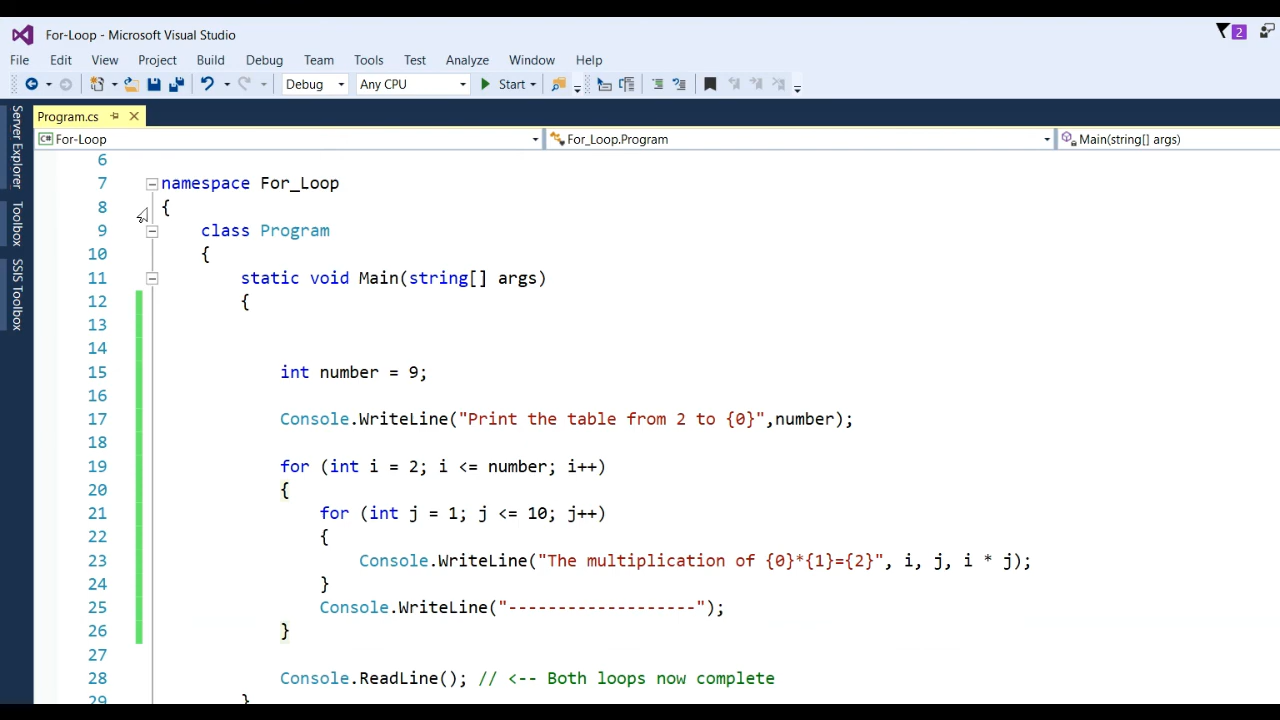 For-Loop - Microsoft Visual Studio
2
File Edit View Project Build Debug Team Tools Test Analyze Window Help
Debug Any CPU Start
Program.cs
For-Loop For_Loop.Program Main(string[] args)
Server Explorer
Toolbox
SSIS Toolbox
6
7 namespace For_Loop
8 {
9 class Program
10 {
11 static void Main(string[] args)
12 {
13
14
15 int number = 9;
16
17 Console.WriteLine("Print the table from 2 to {0}",number);
18
19 for (int i = 2; i <= number; i++)
20 {
21 for (int j = 1; j <= 10; j++)
22 {
23 Console.WriteLine("The multiplication of {0}*{1}={2}", i, j, i * j);
24 }
25 Console.WriteLine("-------------------");
26 }
27
28 Console.ReadLine(); // <-- Both loops now complete
29 }